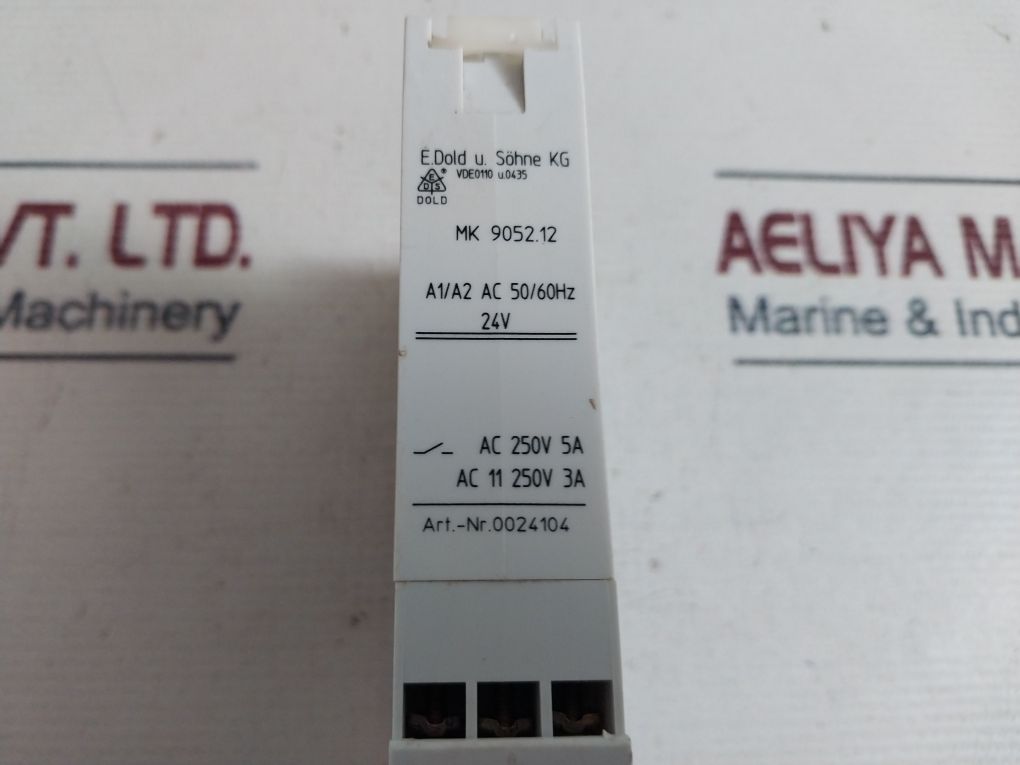 E.Dold u. Söhne KG
VDE0110 u.0435
E
D S
®
DOLD
MK 9052.12
A1/A2 AC 50/60Hz
24V
AC 250V 5A
AC 11 250V 3A
Art.-Nr.0024104
VT. LTD.
Machinery
AELIYA M
Marine & Ind